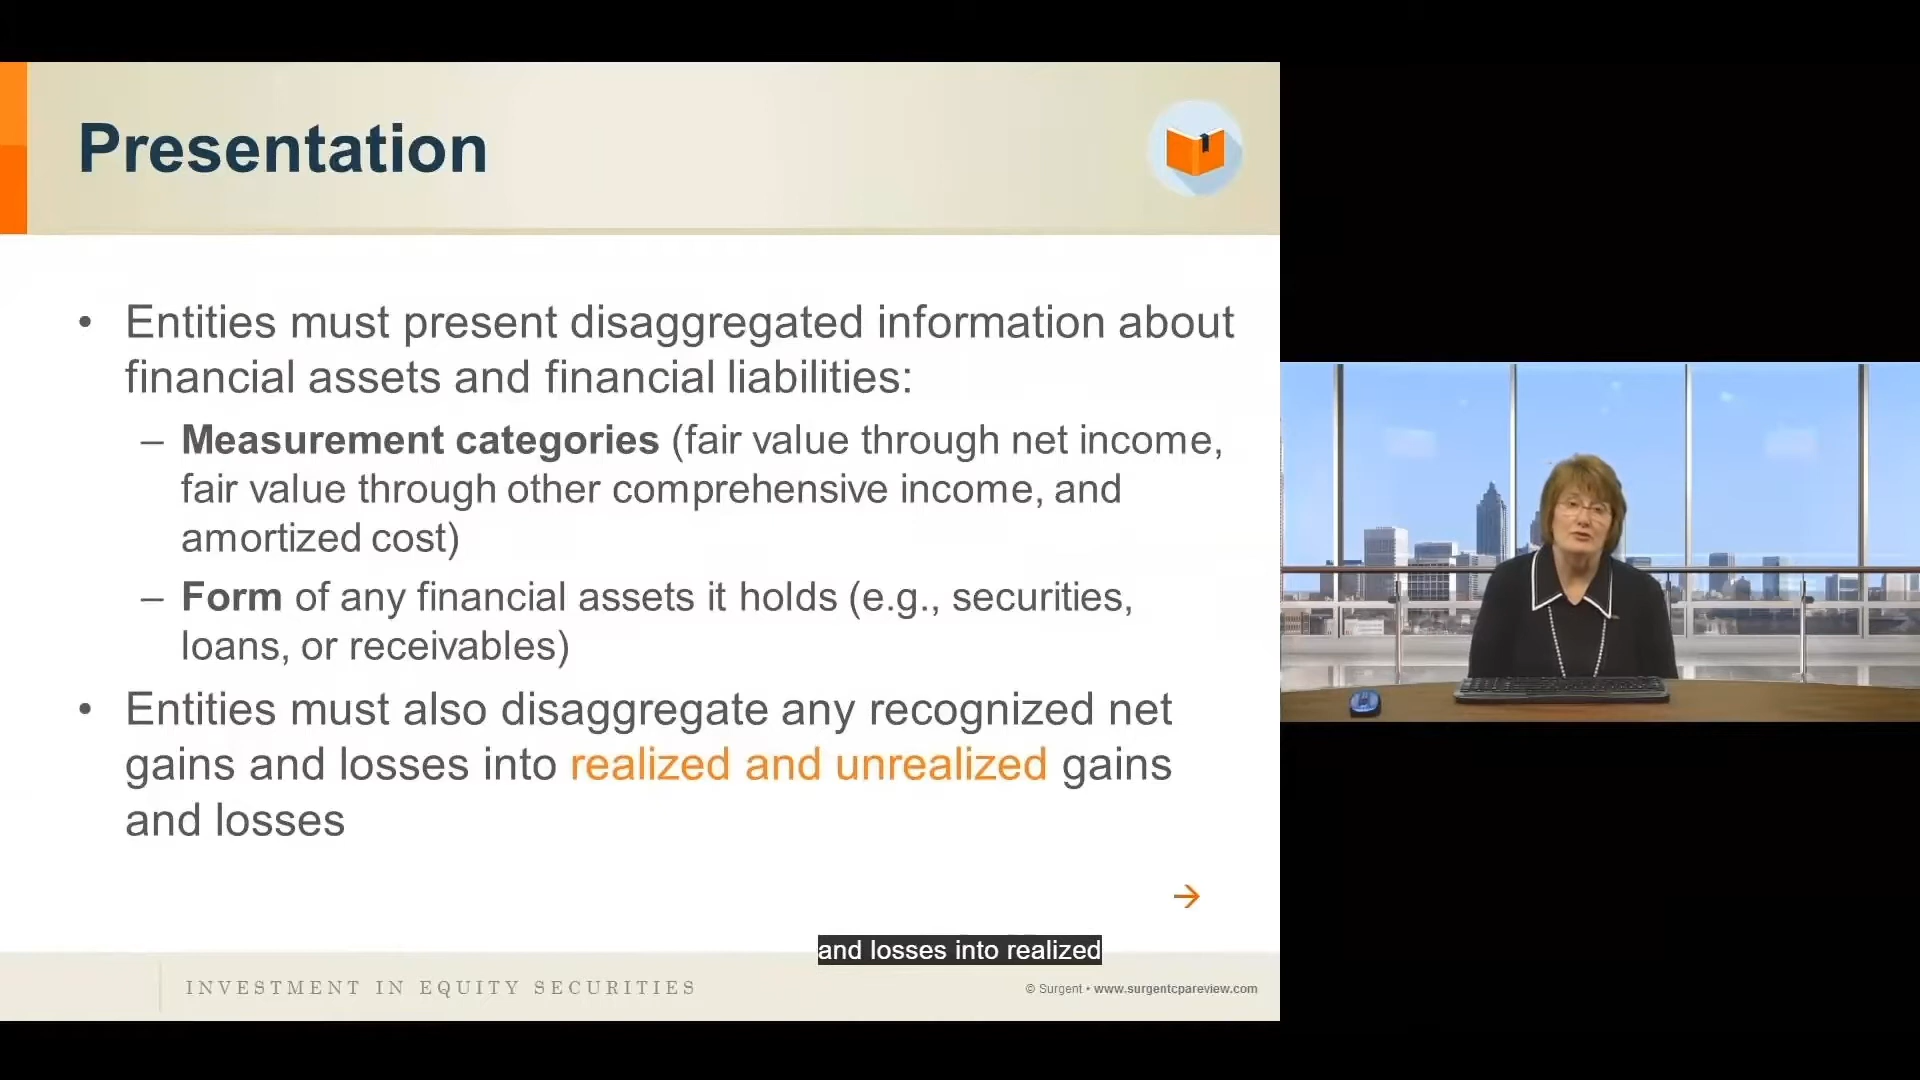 Presentation
• Entities must present disaggregated information about
financial assets and financial liabilities:
– Measurement categories (fair value through net income,
fair value through other comprehensive income, and
amortized cost)
– Form of any financial assets it holds (e.g., securities,
loans, or receivables)
• Entities must also disaggregate any recognized net
gains and losses into realized and unrealized gains
and losses
and losses into realized
INVESTMENT IN EQUITY SECURITIES
© Surgent • www.surgentcpareview.com